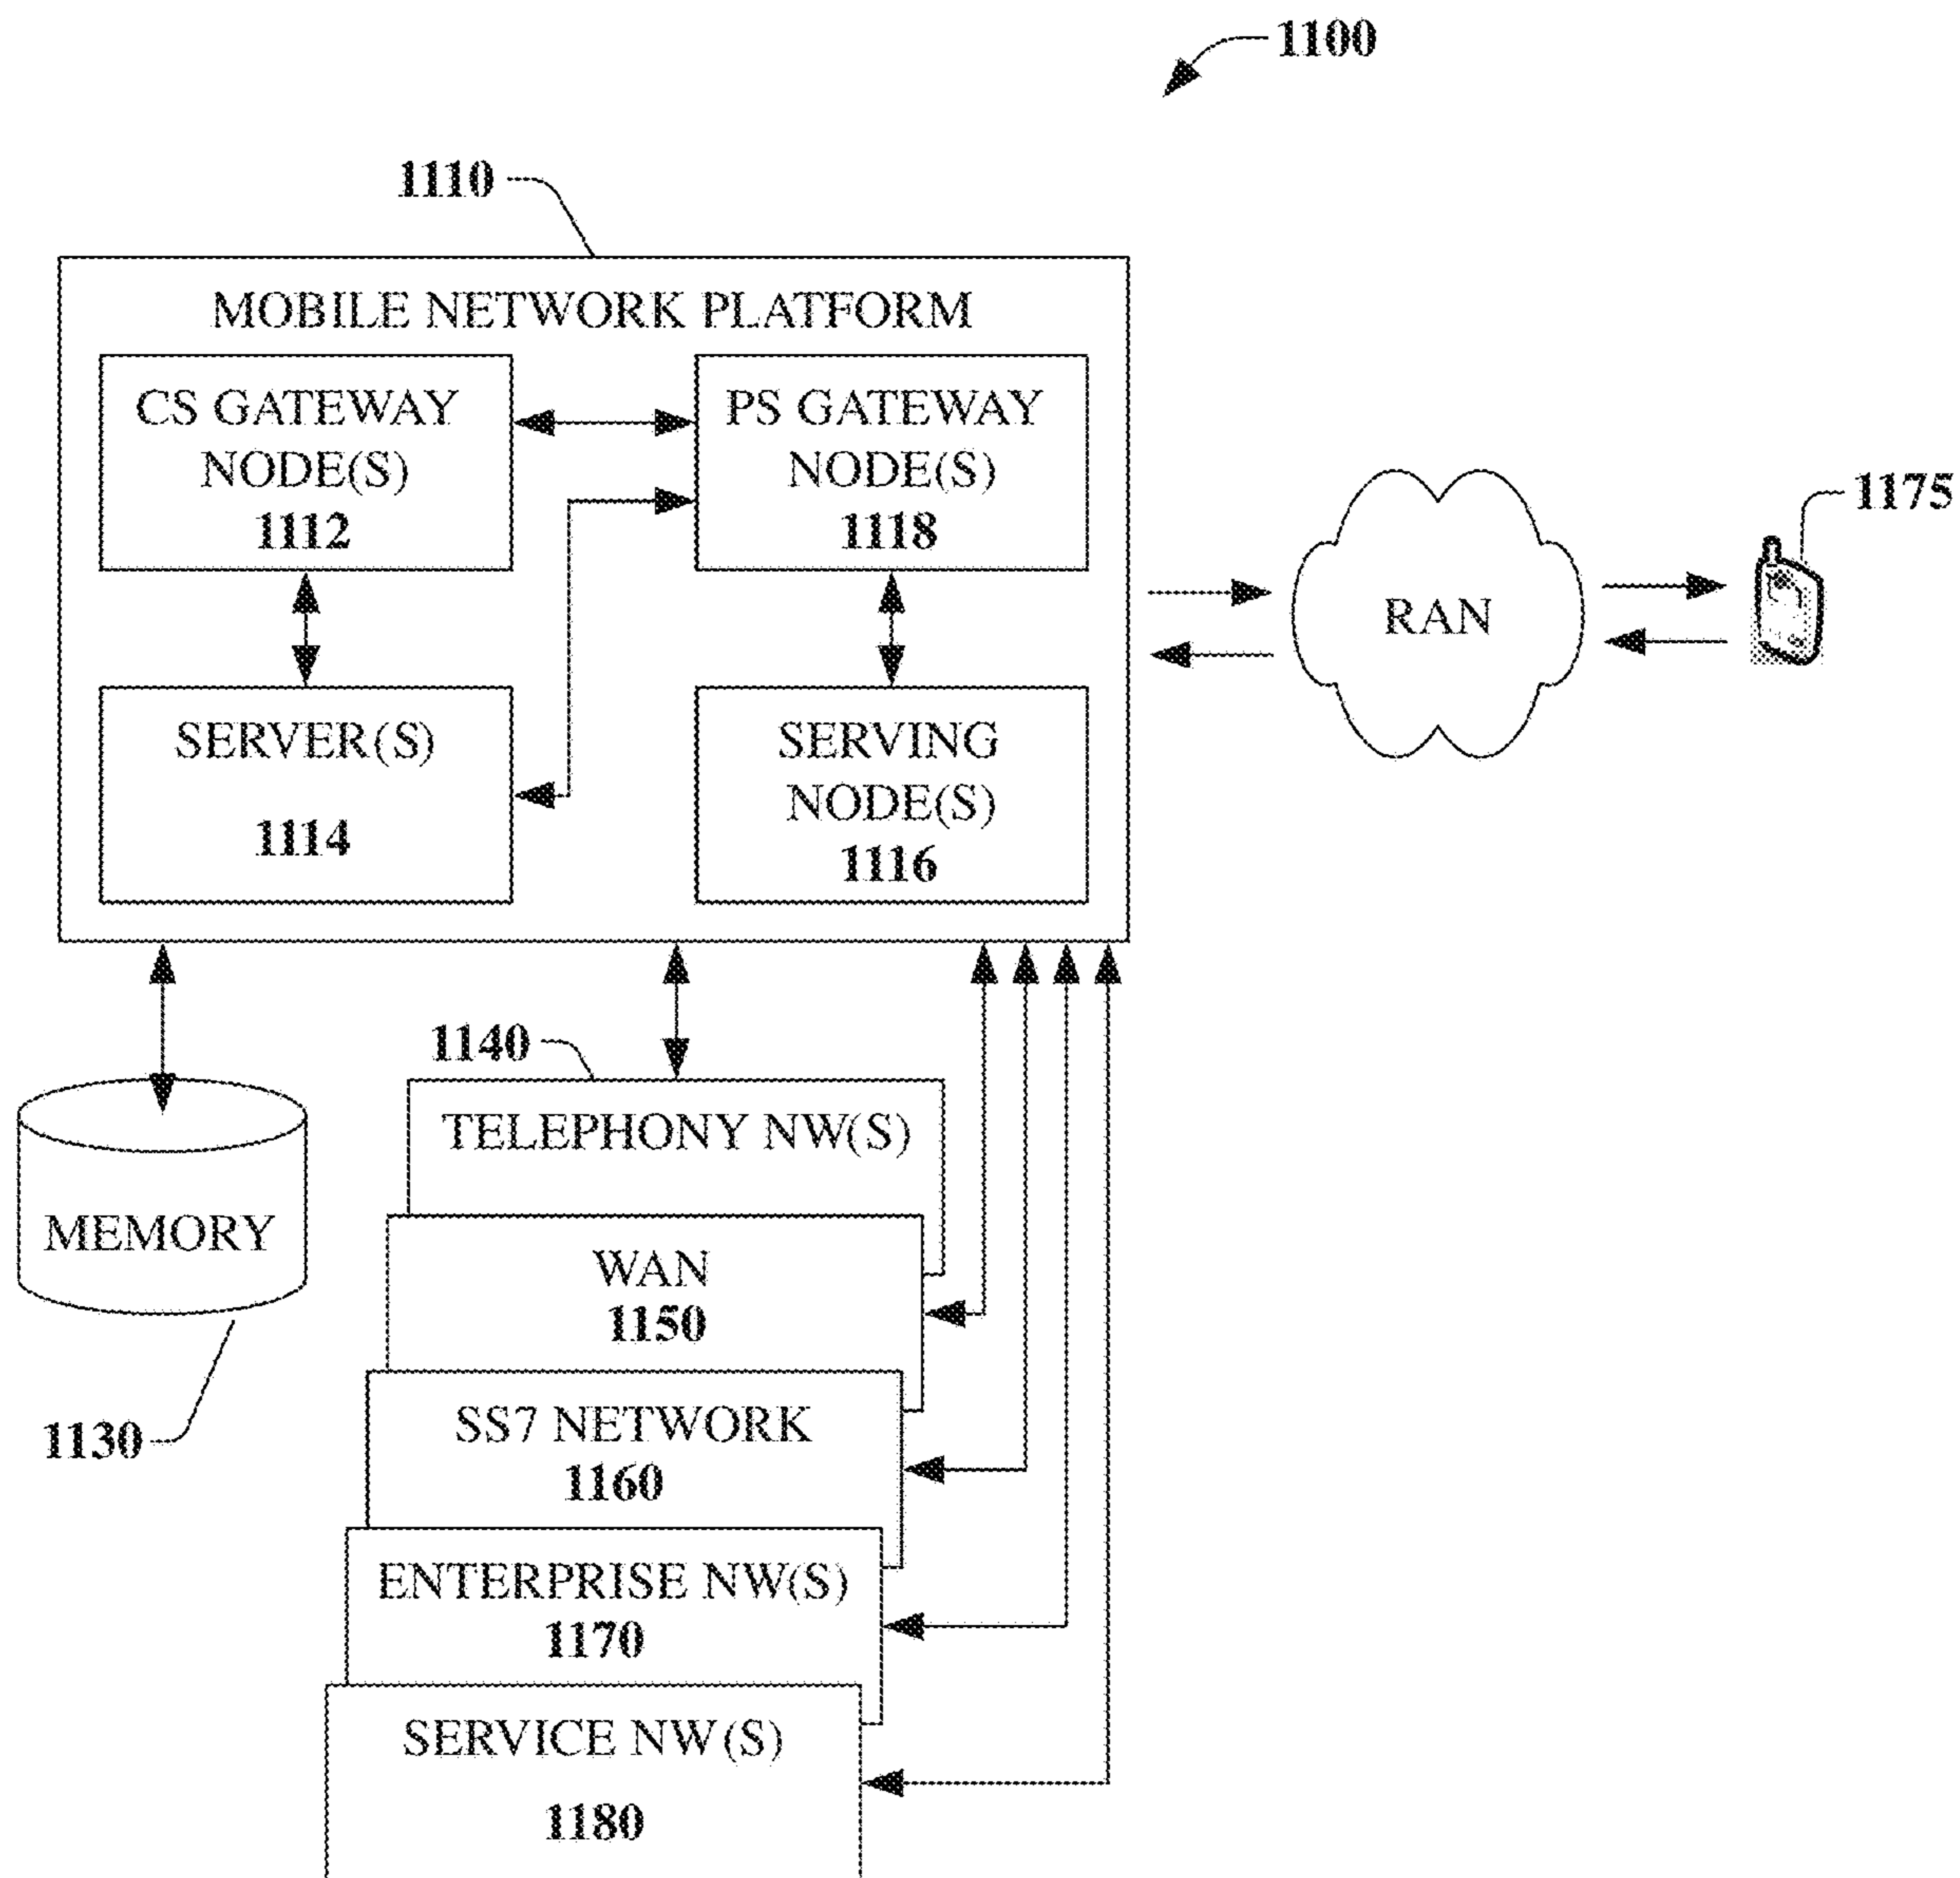 1100
1110
MOBILE NETWORK PLATFORM
CS GATEWAY
NODE(S)
1112
PS GATEWAY
NODE(S)
1118
SERVER(S)
1114
SERVING
NODE(S)
1116
RAN
1175
1140
TELEPHONY NW(S)
MEMORY
1130
WAN
1150
SS7 NETWORK
1160
ENTERPRISE NW(S)
1170
SERVICE NW(S)
1180